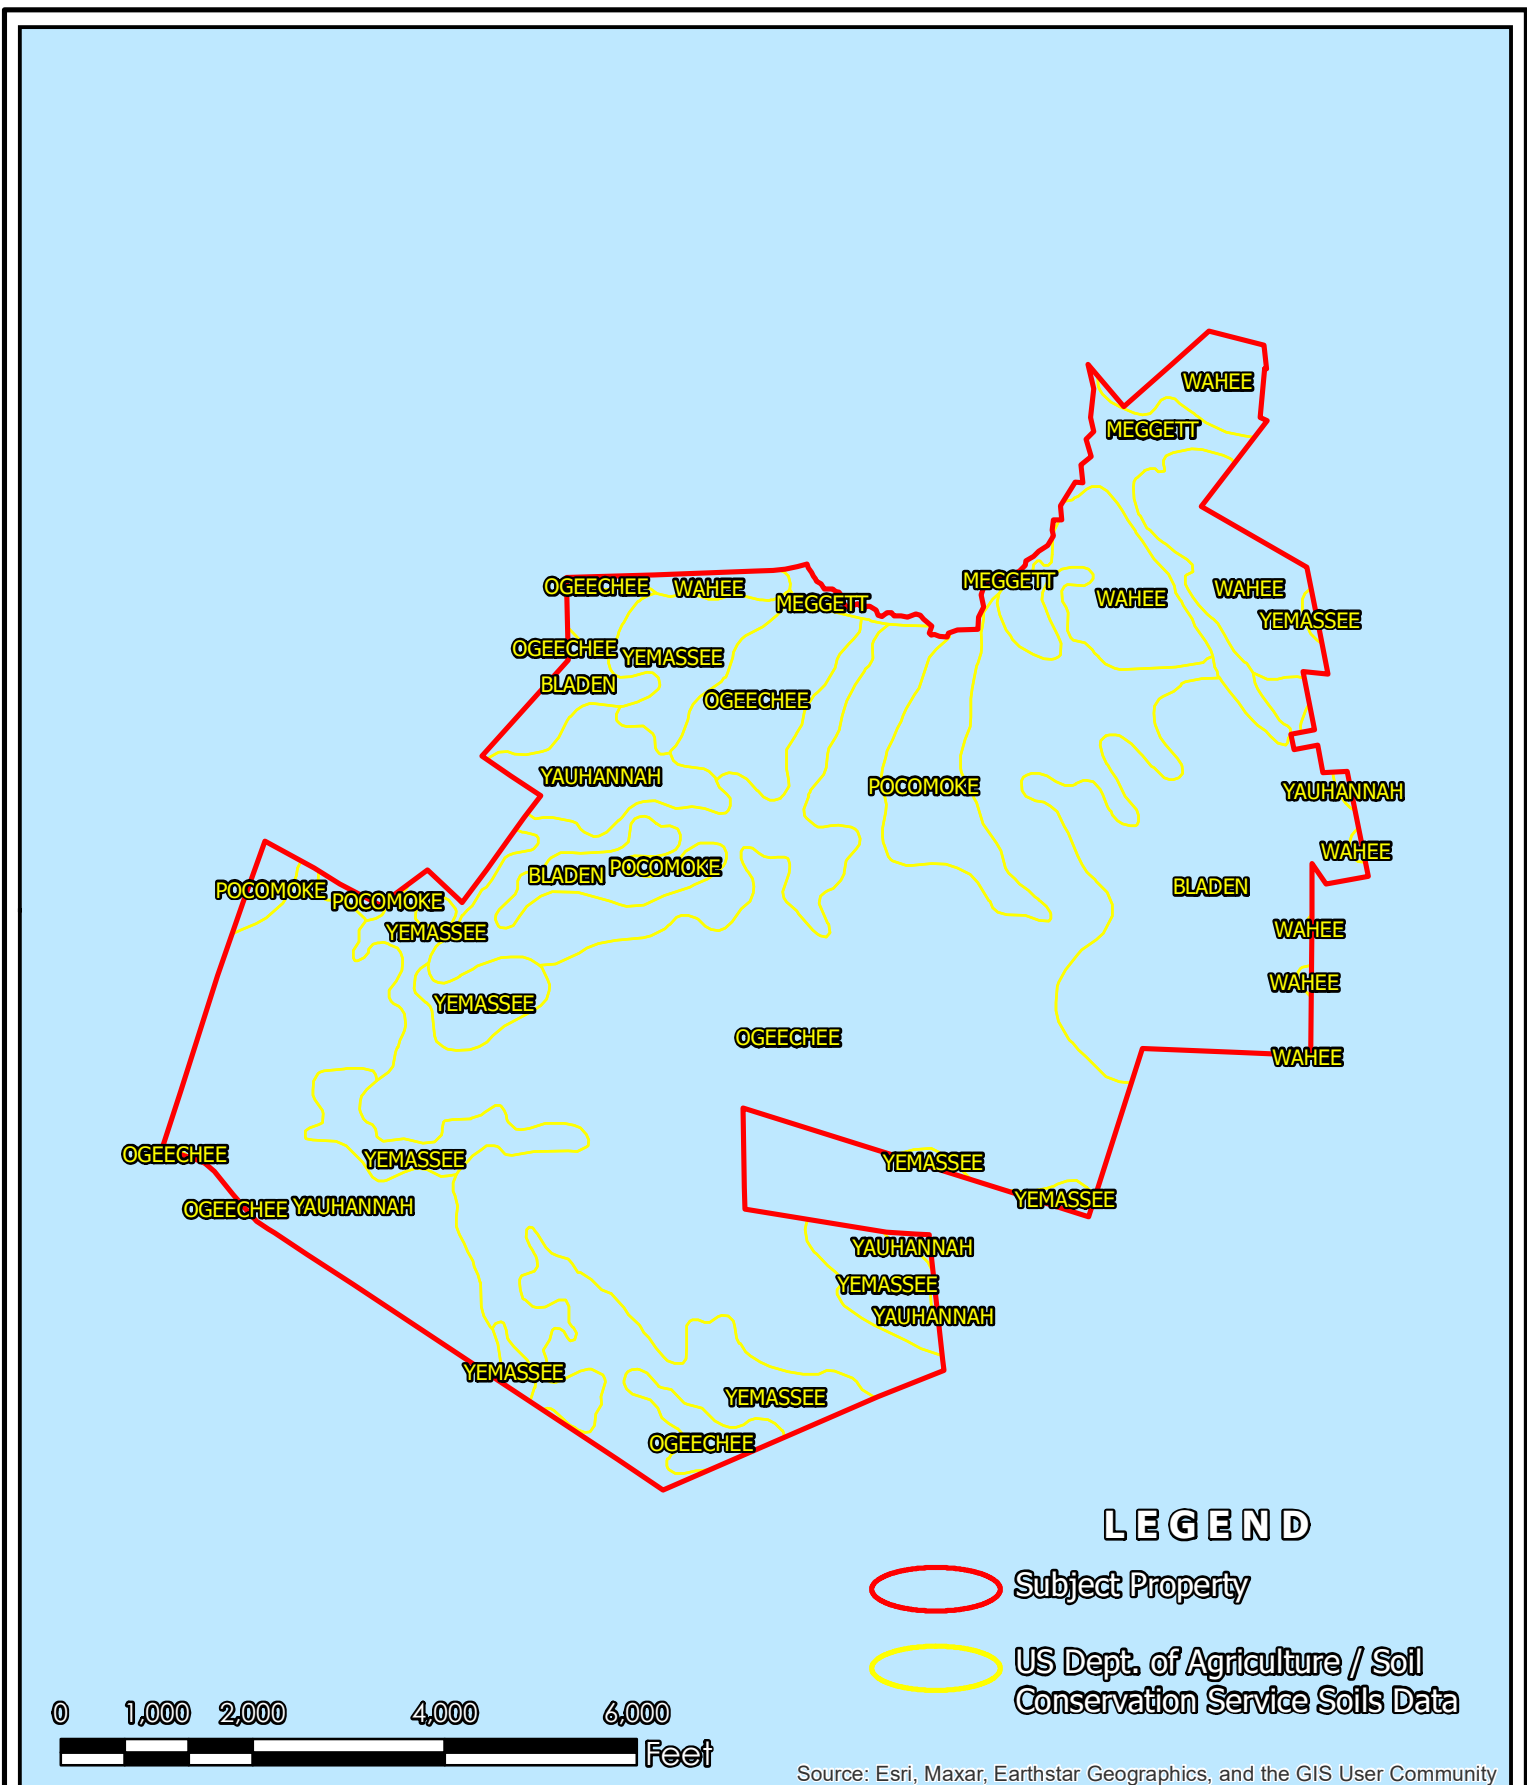 WAHEE
MEGGETT
MEGGETT
OGEECHEE
WAHEE
WAHEE
WAHEE
MEGGETT
YEMASSEE
OGEECHEE
YEMASSEE
BLADEN
OGEECHEE
YAUHANNAH
POCOMOKE
YAUHANNAH
WAHEE
BLADEN
POCOMOKE
BLADEN
POCOMOKE
POCOMOKE
YEMASSEE
WAHEE
WAHEE
YEMASSEE
OGEECHEE
WAHEE
OGEECHEE
YEMASSEE
YEMASSEE
YEMASSEE
OGEECHEE
YAUHANNAH
YAUHANNAH
YEMASSEE
YAUHANNAH
YEMASSEE
YEMASSEE
OGEECHEE
LEGEND
Subject Property
US Dept. of Agriculture / Soil
Conservation Service Soils Data
0 1,000 2,000 4,000 6,000
Feet
Source: Esri, Maxar, Earthstar Geographics, and the GIS User Community